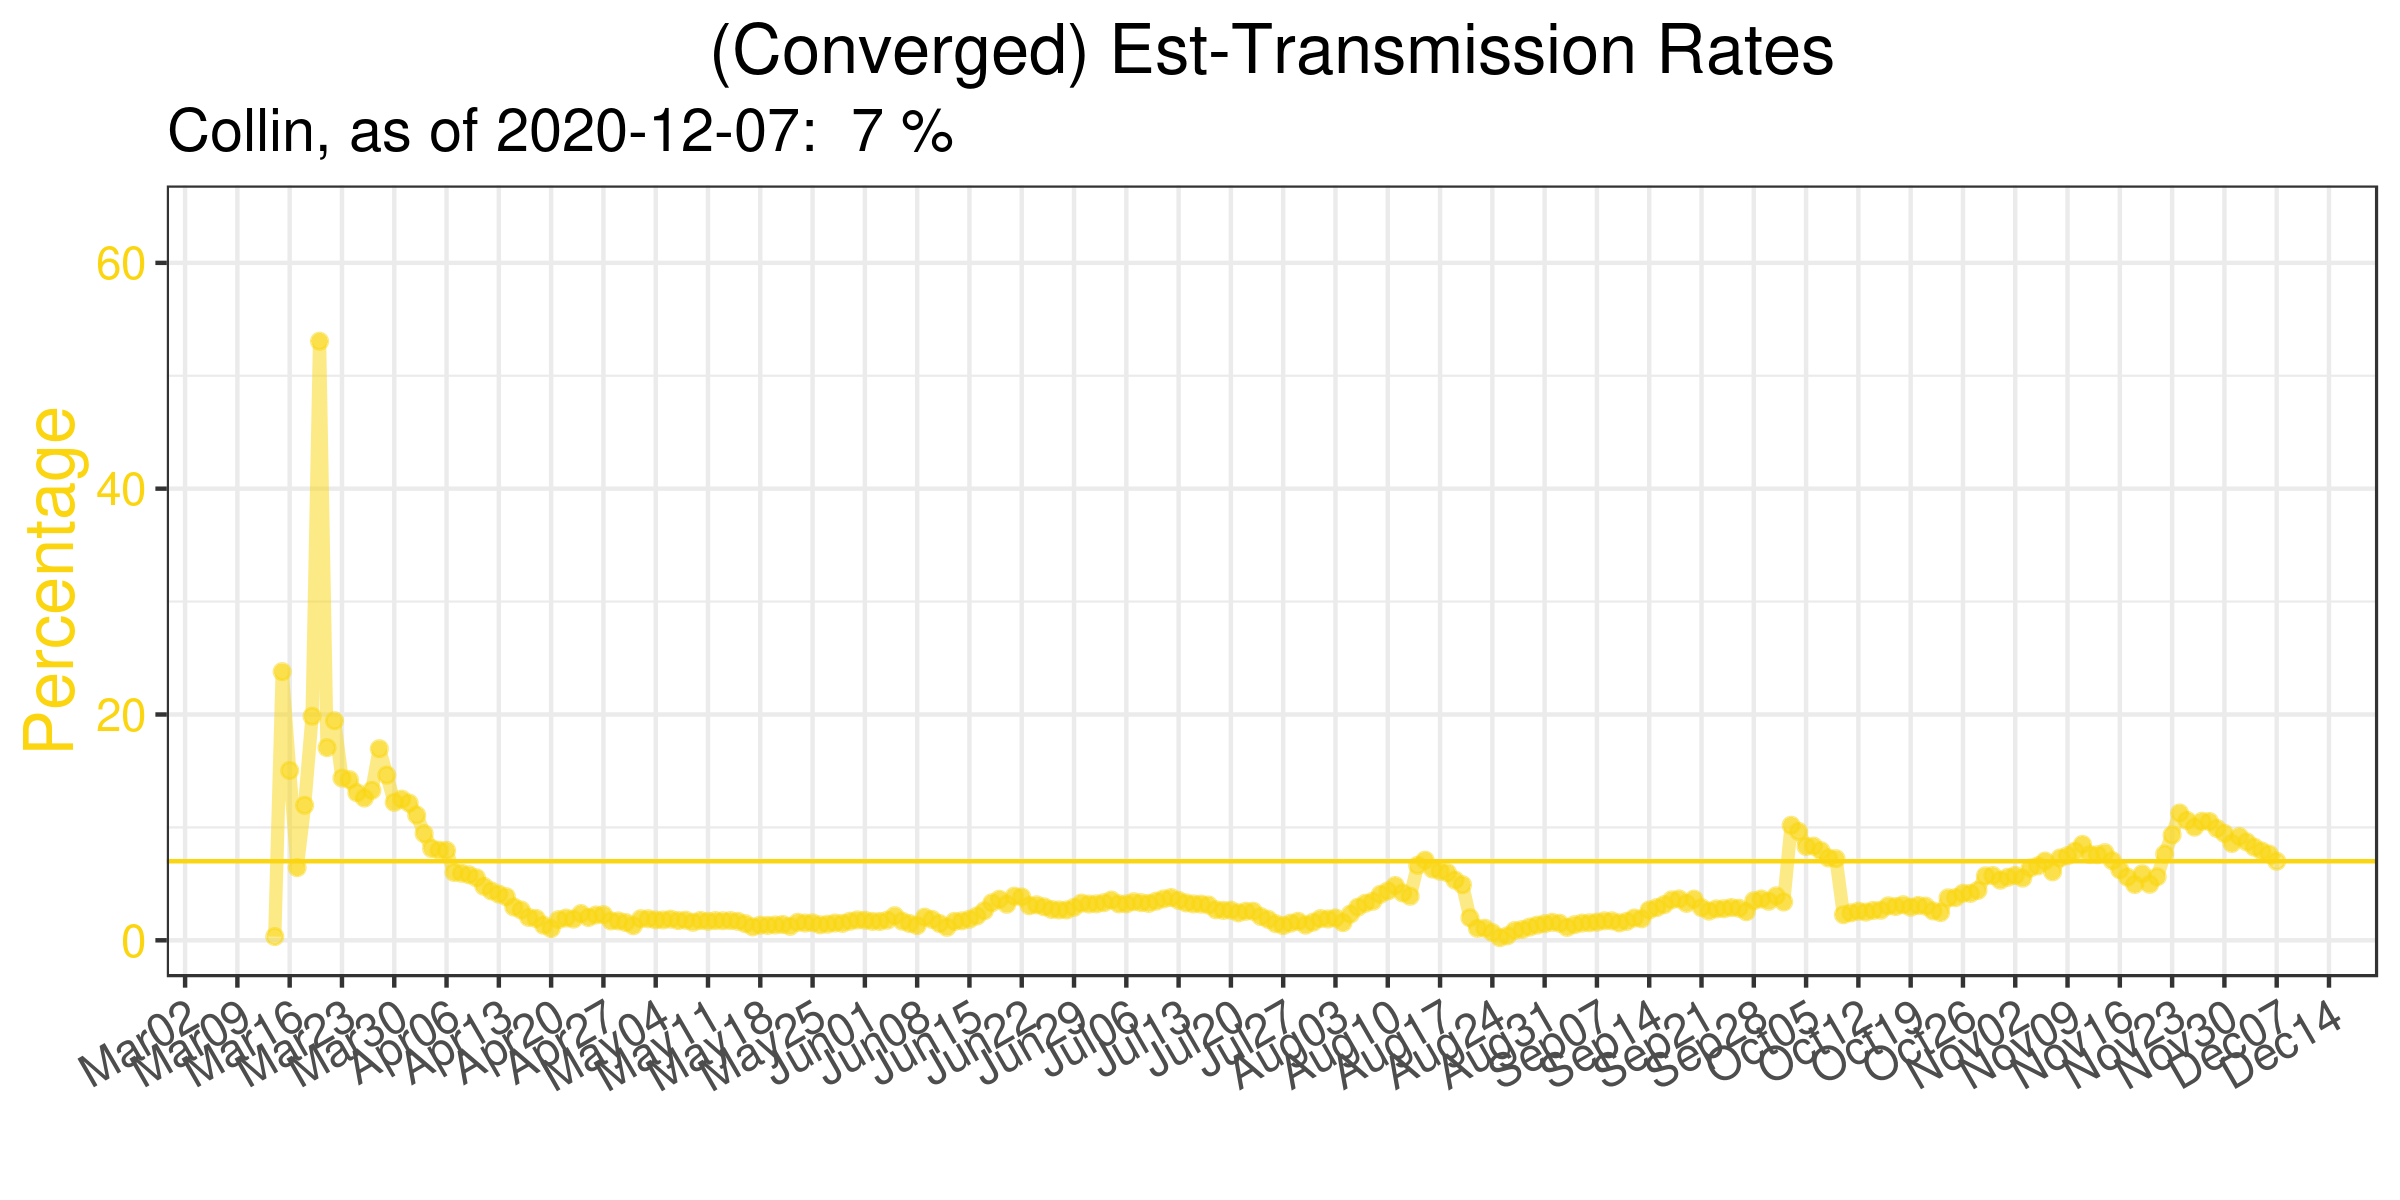 (Converged) Est-Transmission Rates
Collin, as of 2020-12-07:  7 %
Percentage
60
40
20
0
Mar02
Mar09
Mar16
Mar23
Mar30
Apr06
Apr13
Apr20
Apr27
May04
May11
May18
May25
Jun01
Jun08
Jun15
Jun22
Jun29
Jul06
Jul13
Jul20
Jul27
Aug03
Aug10
Aug17
Aug24
Aug31
Sep07
Sep14
Sep21
Sep28
Oct05
Oct12
Oct19
Oct26
Nov02
Nov09
Nov16
Nov23
Nov30
Dec07
Dec14